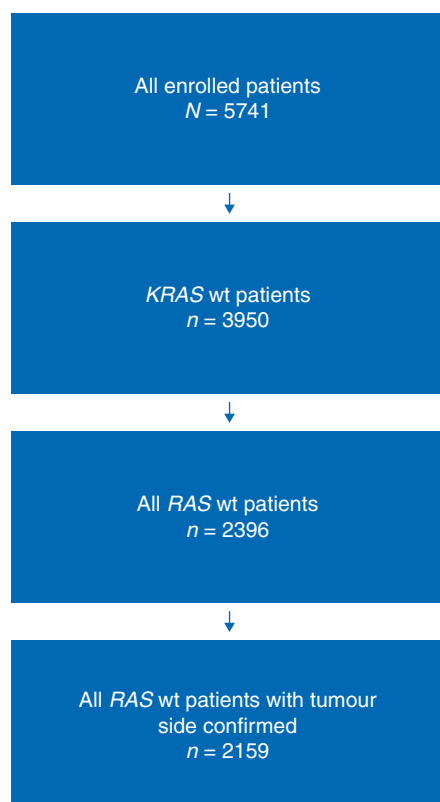 All enrolled patients
N = 5741
KRAS wt patients
n = 3950
All RAS wt patients
n = 2396
All RAS wt patients with tumour
side confirmed
n = 2159